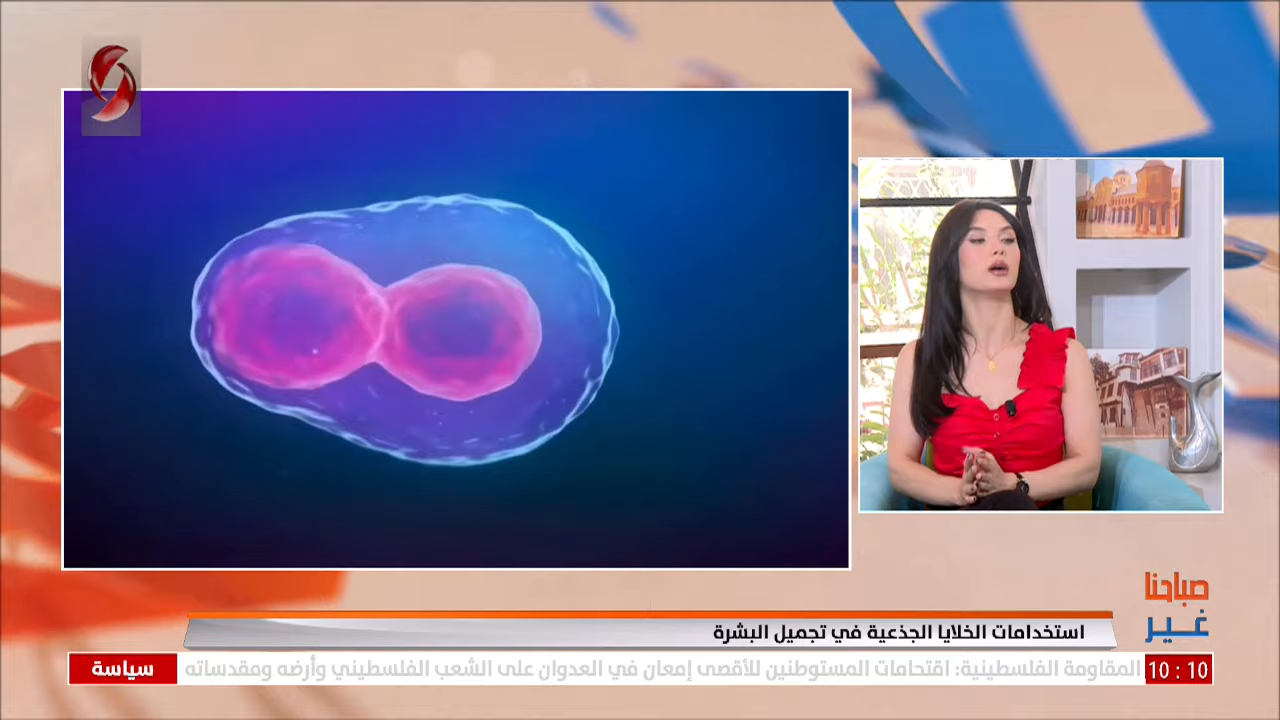 صباحنا
غير
استخدامات الخلايا الجذعية في تجميل البشرة
10 : 10
المقاومة الفلسطينية: اقتحامات المستوطنين للأقصى إمعان في العدوان على الشعب الفلسطيني وأرضه ومقدساته
سياسة